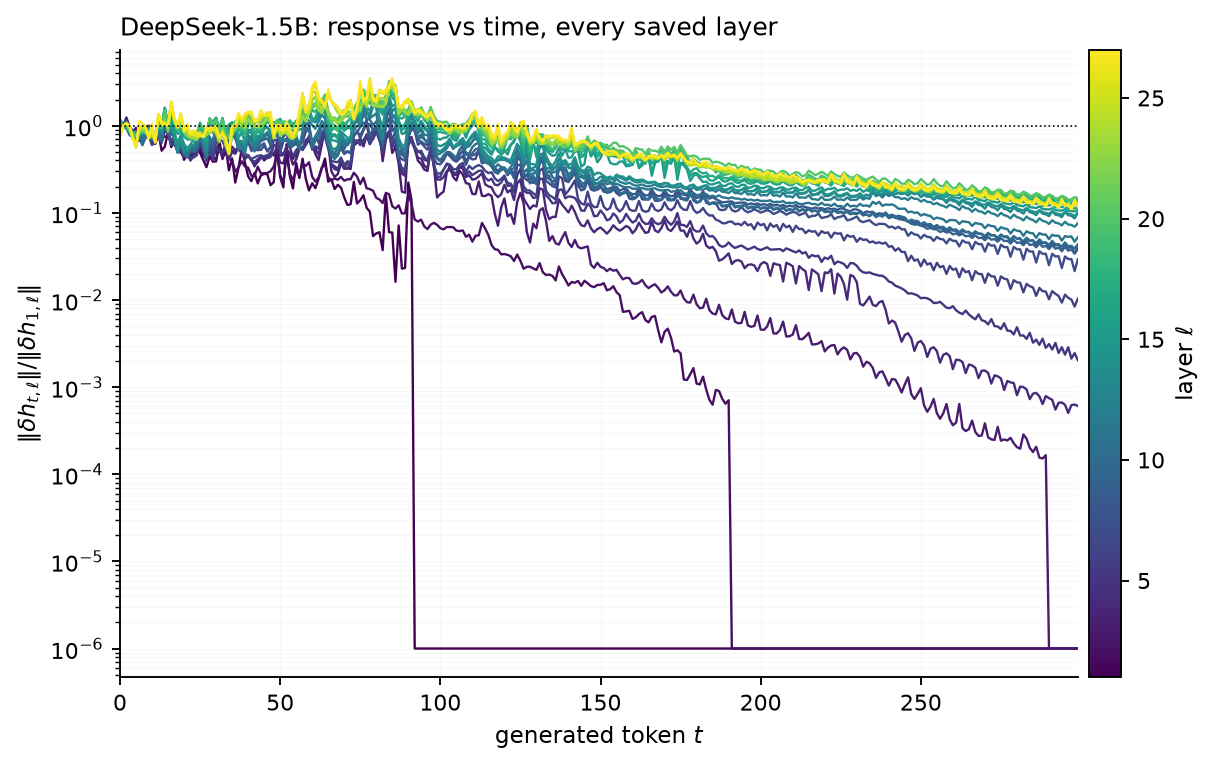 DeepSeek-1.5B: response vs time, every saved layer
‖δh_{t,ℓ}‖/‖δh_{1,ℓ}‖
10⁰
10⁻¹
10⁻²
10⁻³
10⁻⁴
10⁻⁵
10⁻⁶
0 50 100 150 200 250
generated token t
25
20
15
10
5
layer ℓ